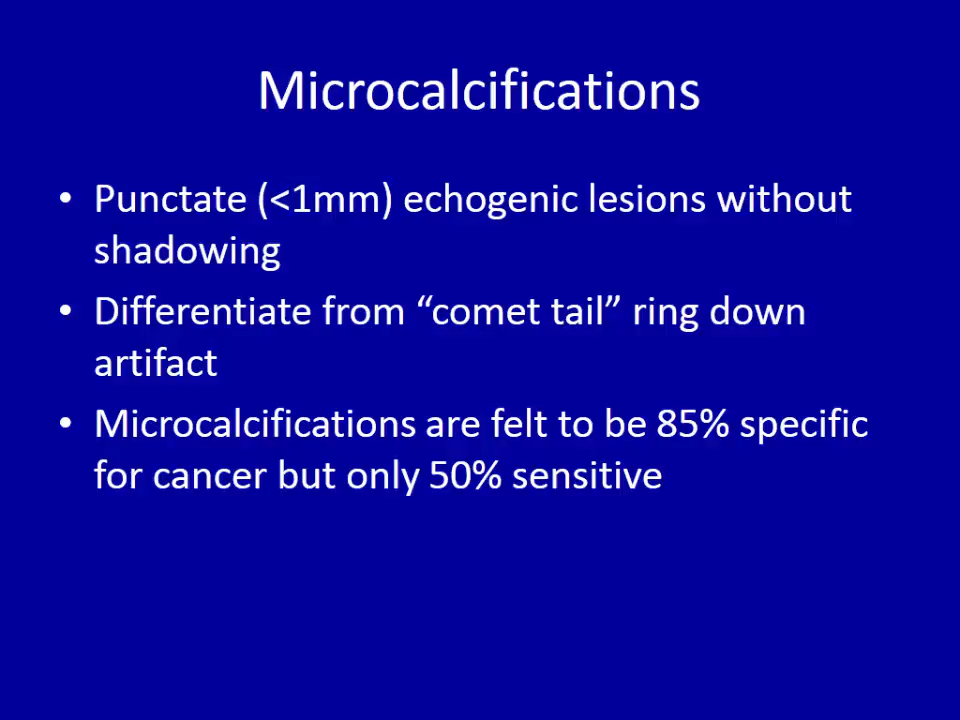 Microcalcifications
• Punctate (<1mm) echogenic lesions without
shadowing
• Differentiate from “comet tail” ring down
artifact
• Microcalcifications are felt to be 85% specific
for cancer but only 50% sensitive